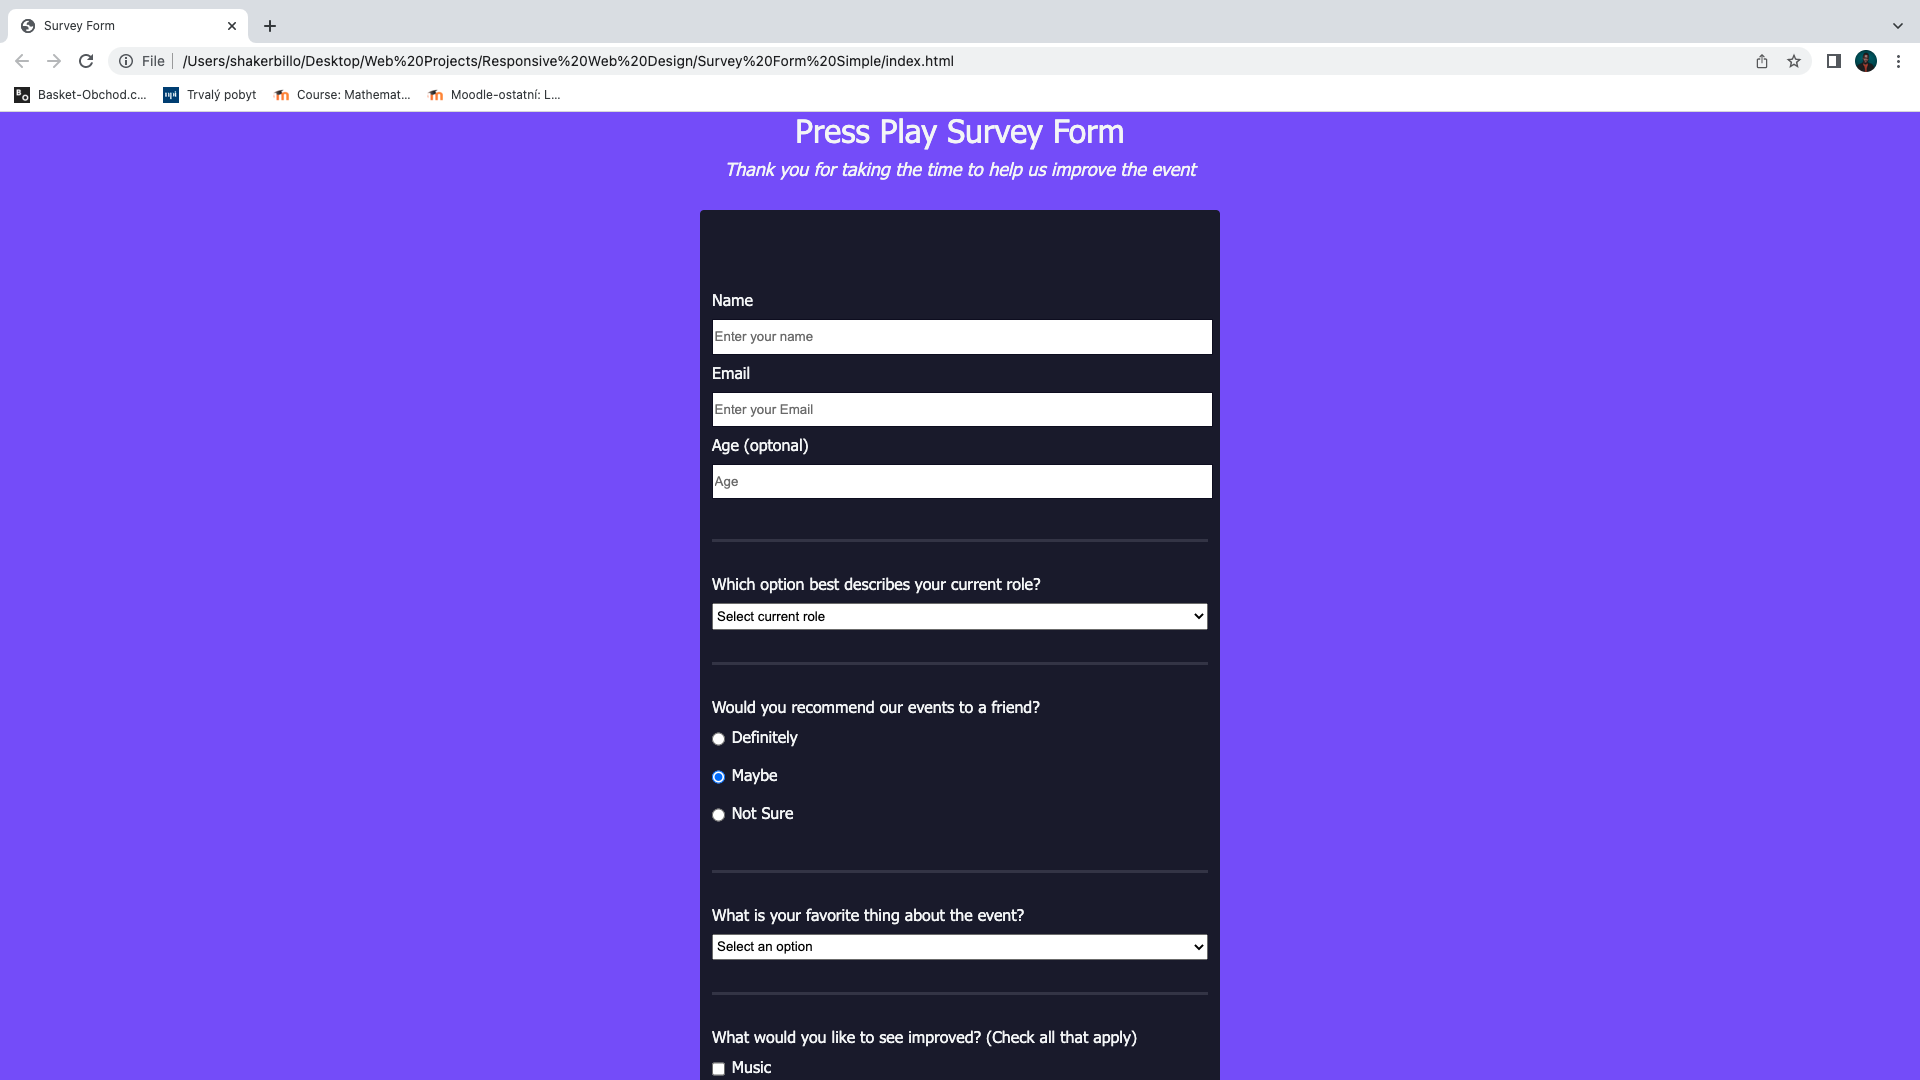 Survey Form
File
/Users/shakerbillo/Desktop/Web%20Projects/Responsive%20Web%20Design/Survey%20Form%20Simple/index.html
Basket-Obchod.c...
Trvalý pobyt
Course: Mathemat...
Moodle-ostatní: L...
Press Play Survey Form
Thank you for taking the time to help us improve the event
Name
Enter your name
Email
Enter your Email
Age (optonal)
Age
Which option best describes your current role?
Select current role
Would you recommend our events to a friend?
Definitely
Maybe
Not Sure
What is your favorite thing about the event?
Select an option
What would you like to see improved? (Check all that apply)
Music